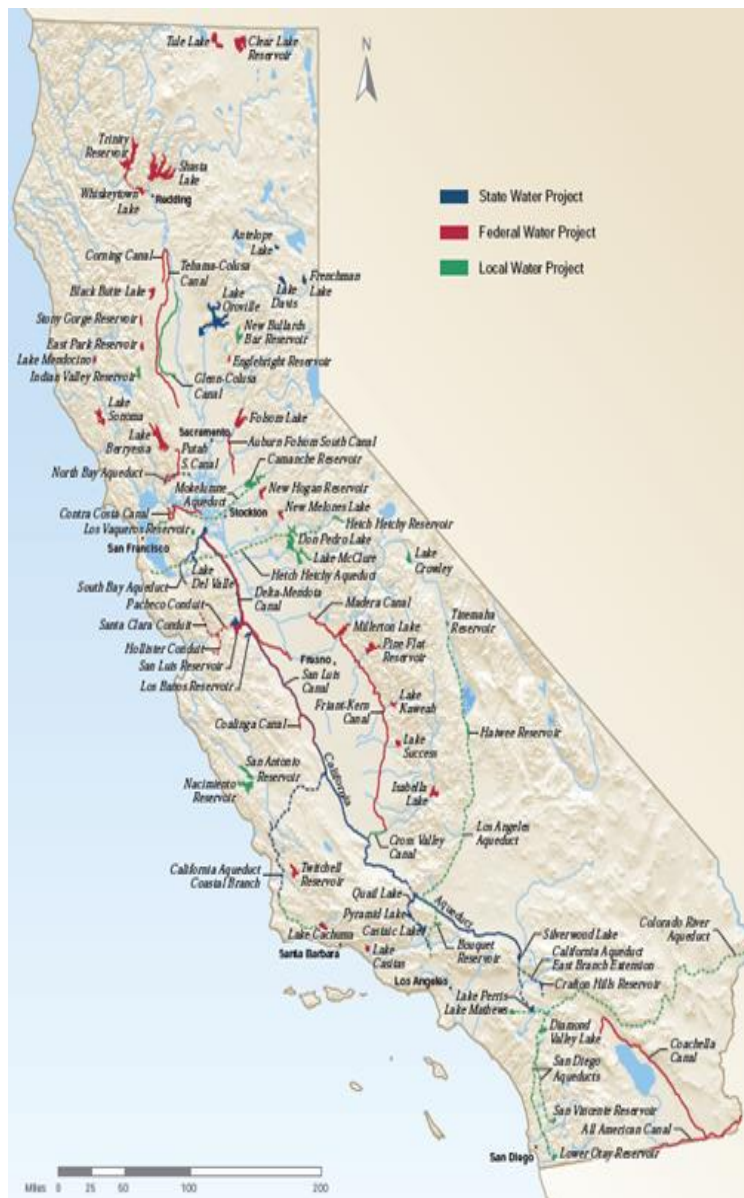 Tule Lake
Clear Lake
Reservoir
N
Trinity
Reservoir
Shasta
Lake
Whiskeytown
Lake
Redding
State Water Project
Federal Water Project
Local Water Project
Antelope
Lake
Corning Canal
Tehama-Colusa
Canal
Frenchman
Lake
Lake
Davis
Black Butte Lake
Lake
Oroville
Stony Gorge Reservoir
New Bullards
Bar Reservoir
East Park Reservoir
Lake Mendocino
Englebright Reservoir
Indian Valley Reservoir
Glenn-Colusa
Canal
Lake
Sonoma
Folsom Lake
Lake
Berryessa
Sacramento
Auburn Folsom South Canal
Putah
S. Canal
Camanche Reservoir
North Bay Aqueduct
Mokelumne
Aqueduct
New Hogan Reservoir
Contra Costa Canal
Stockton
New Melones Lake
Los Vaqueros Reservoir
Hetch Hetchy Reservoir
San Francisco
Don Pedro Lake
Lake McClure
Lake
Crowley
South Bay Aqueduct
Lake
Del Valle
Hetch Hetchy Aqueduct
Delta-Mendota
Canal
Pacheco Conduit
Madera Canal
Tinemaha
Reservoir
Santa Clara Conduit
Millerton Lake
Hollister Conduit
Pine Flat
Reservoir
San Luis Reservoir
Fresno
Los Banos Reservoir
San Luis
Canal
Friant-Kern
Canal
Lake
Kaweah
Coalinga Canal
Haiwee Reservoir
Lake
Success
San Antonio
Reservoir
Nacimiento
Reservoir
California
Isabella
Lake
Cross Valley
Canal
Los Angeles
Aqueduct
California Aqueduct
Coastal Branch
Twitchell
Reservoir
Quail Lake
Aqueduct
Pyramid Lake
Castaic Lake
Lake Cachuma
Silverwood Lake
Colorado River
Aqueduct
Santa Barbara
Lake
Casitas
Bouquet
Reservoir
California Aqueduct
East Branch Extension
Los Angeles
Crafton Hills Reservoir
Lake Perris
Lake Mathews
Diamond
Valley Lake
Coachella
Canal
San Diego
Aqueducts
San Vincente Reservoir
All American Canal
San Diego
Lower Otay Reservoir
Miles 0 25 50 100 200